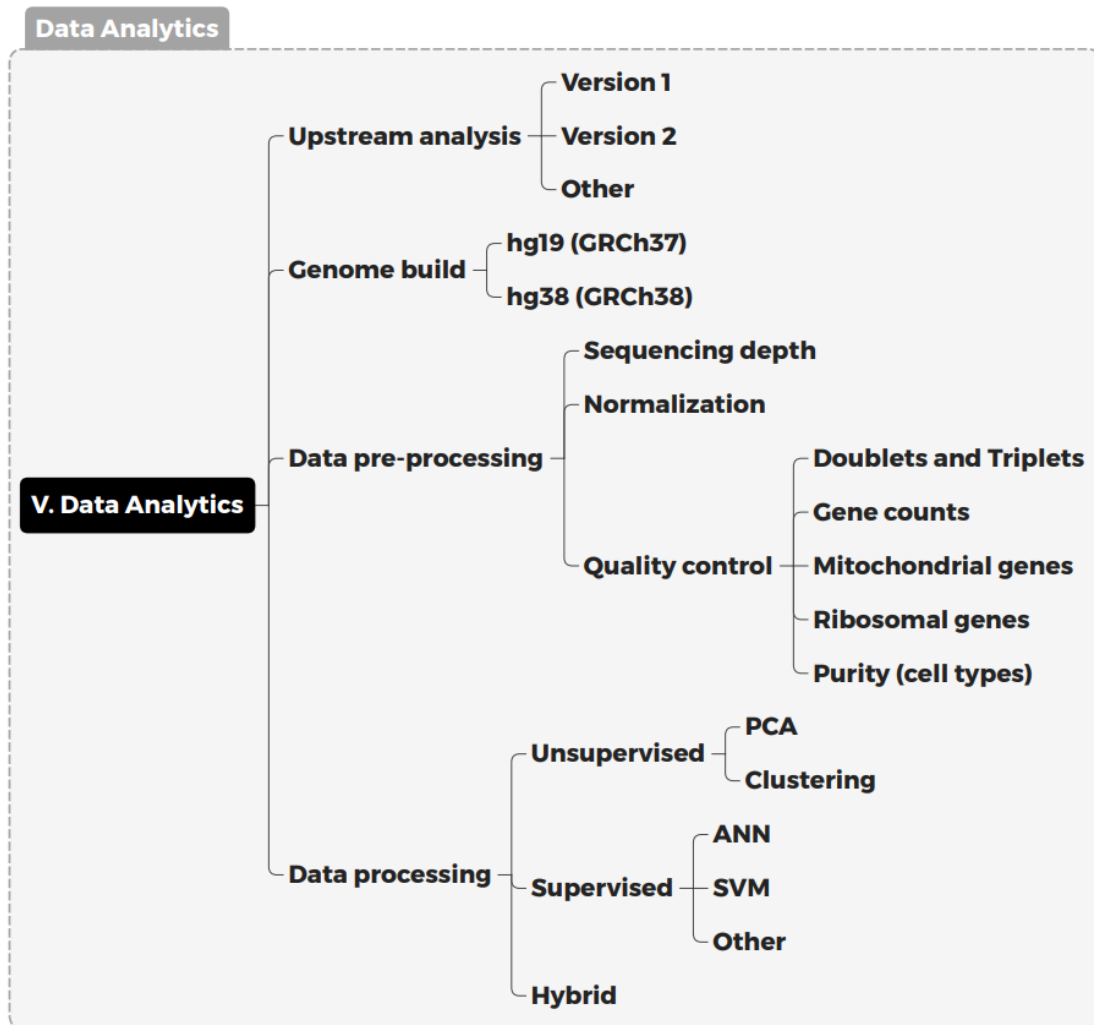 Data Analytics
Version 1
Upstream analysis
Version 2
Other
hg19 (GRCh37)
Genome build
hg38 (GRCh38)
Sequencing depth
Normalization
Data pre-processing
Doublets and Triplets
V. Data Analytics
Gene counts
Quality control
Mitochondrial genes
Ribosomal genes
Purity (cell types)
PCA
Unsupervised
Clustering
ANN
Data processing
Supervised
SVM
Other
Hybrid